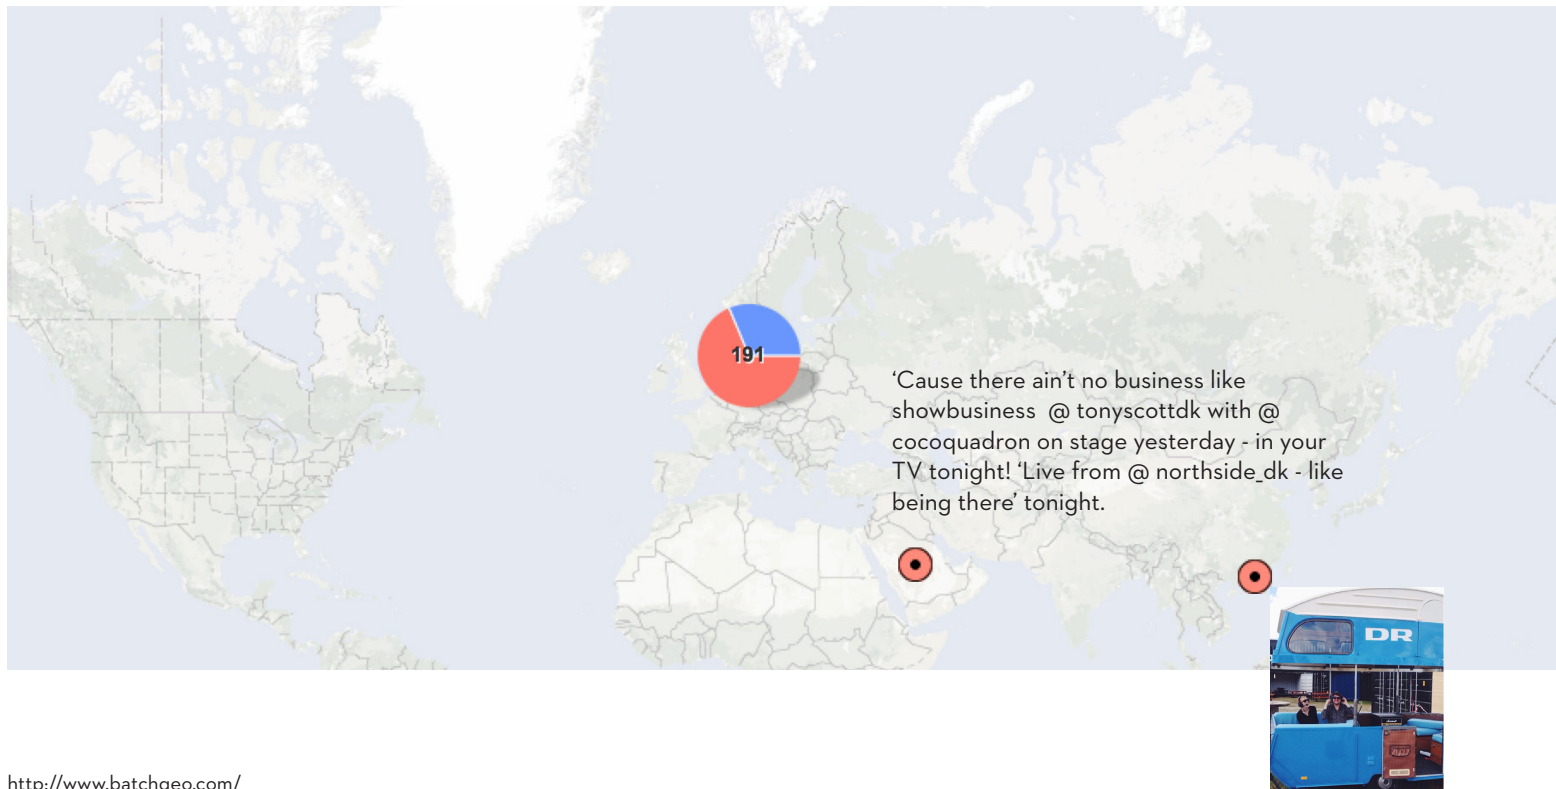 191
‘Cause there ain’t no business like
showbusiness  @ tonyscottdk with @
cocoquadron on stage yesterday - in your
TV tonight! ‘Live from @ northside_dk - like
being there’ tonight.
DR
http://www.batchgeo.com/